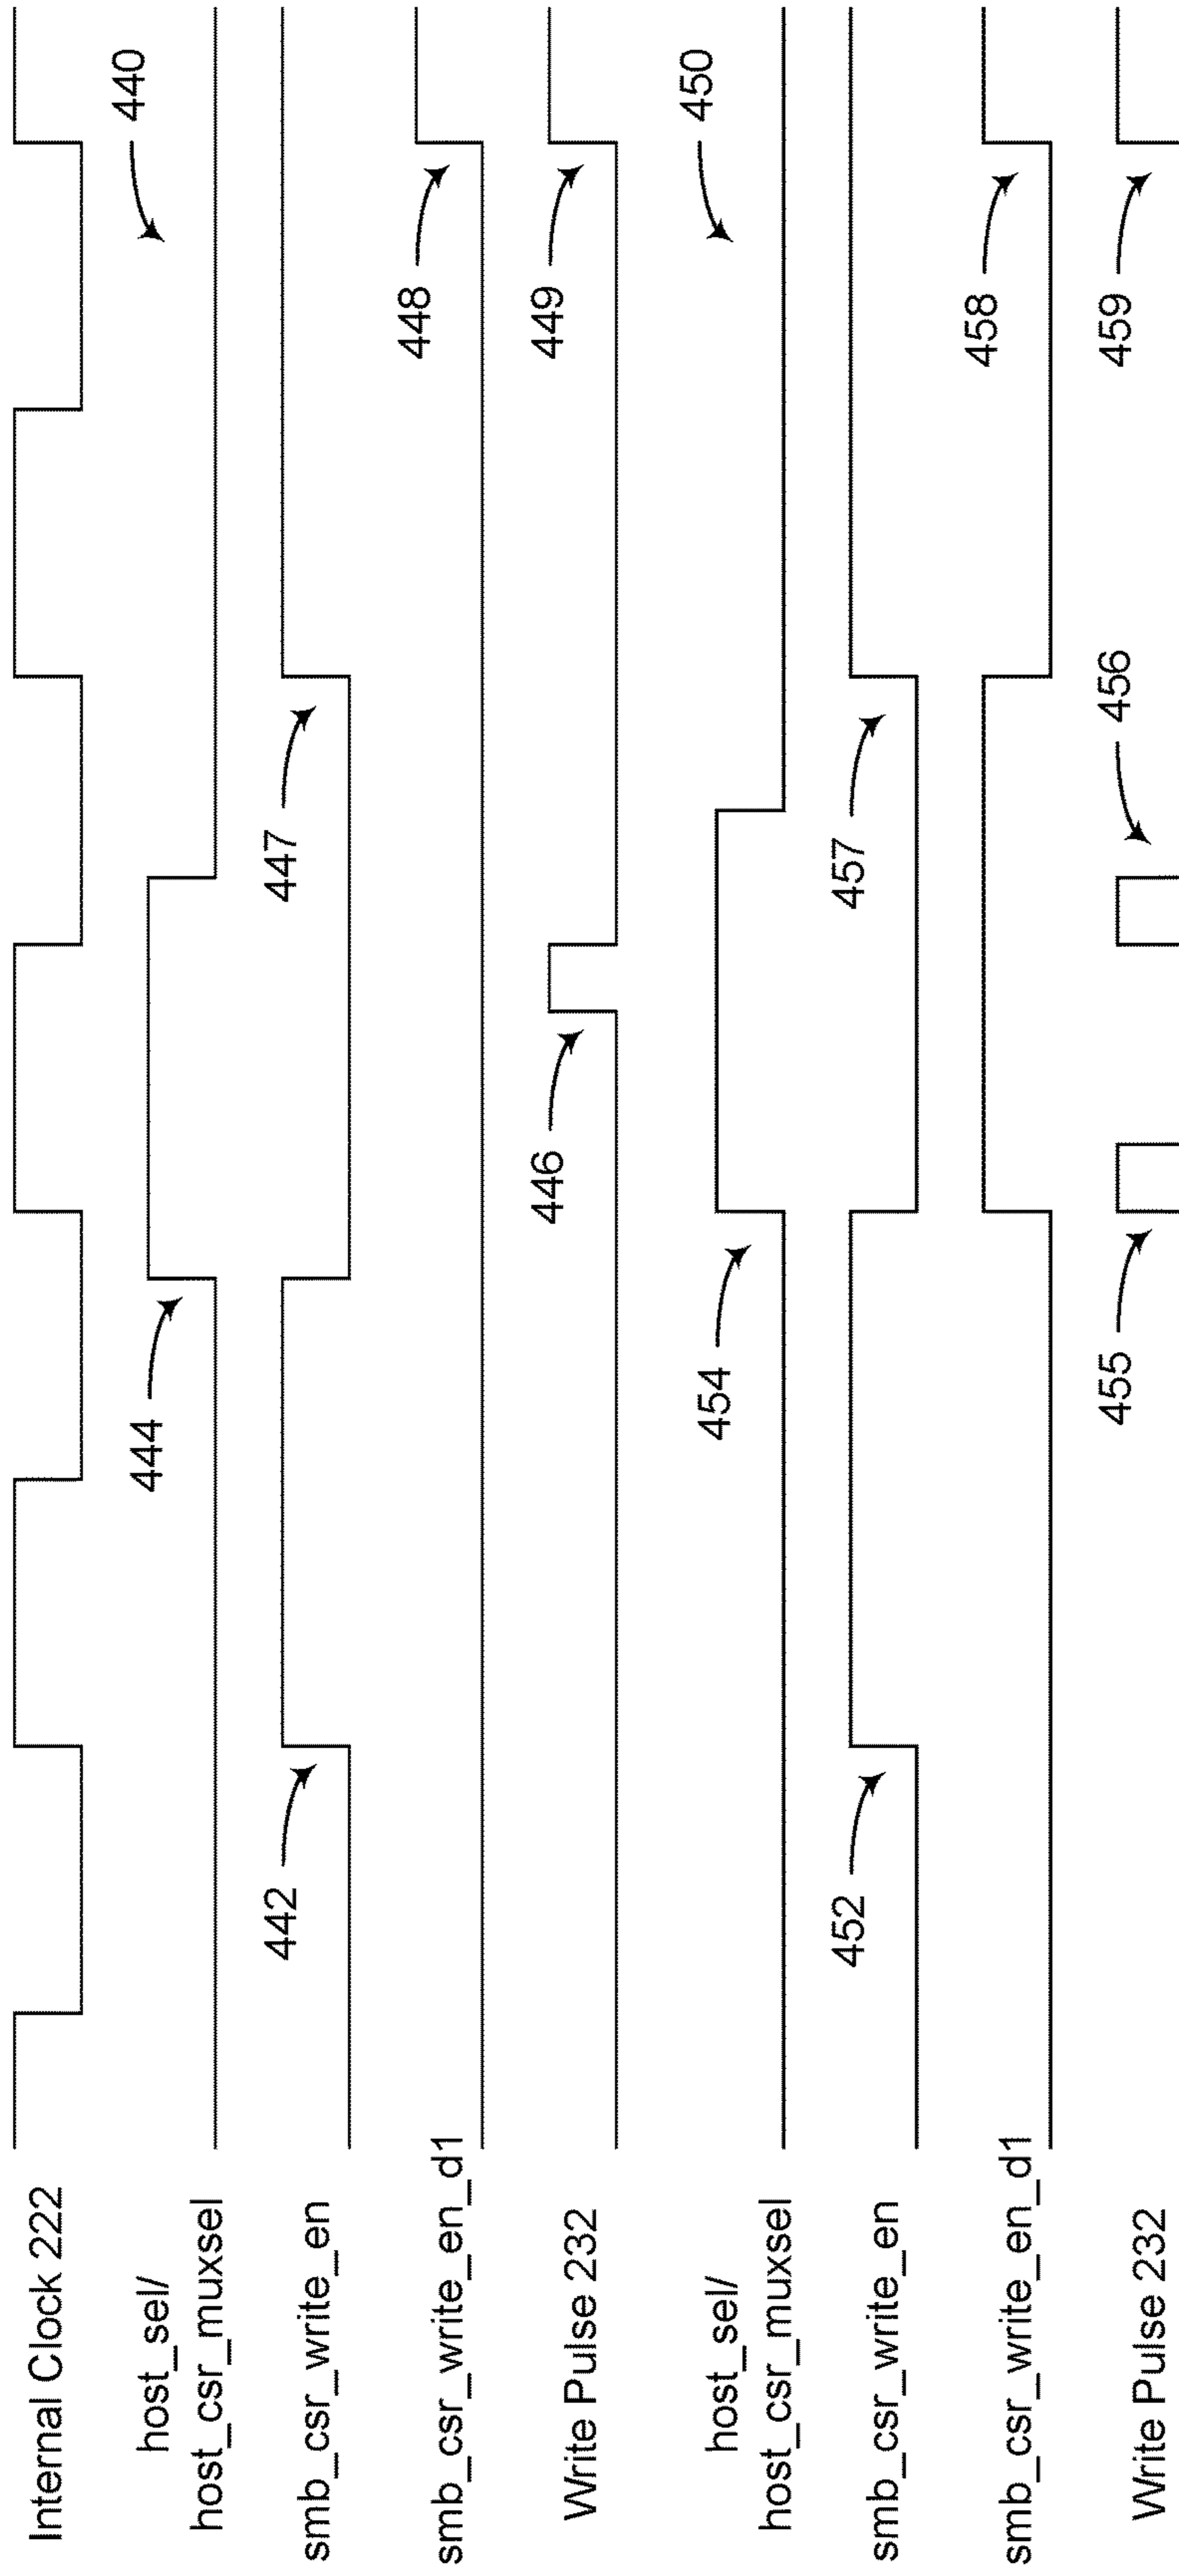 Internal Clock 222
440
444
host_sel/
host_csr_muxsel
442
447
smb_csr_write_en
448
smb_csr_write_en_d1
446
449
Write Pulse 232
450
454
host_sel/
host_csr_muxsel
452
457
smb_csr_write_en
458
smb_csr_write_en_d1
455
456
459
Write Pulse 232